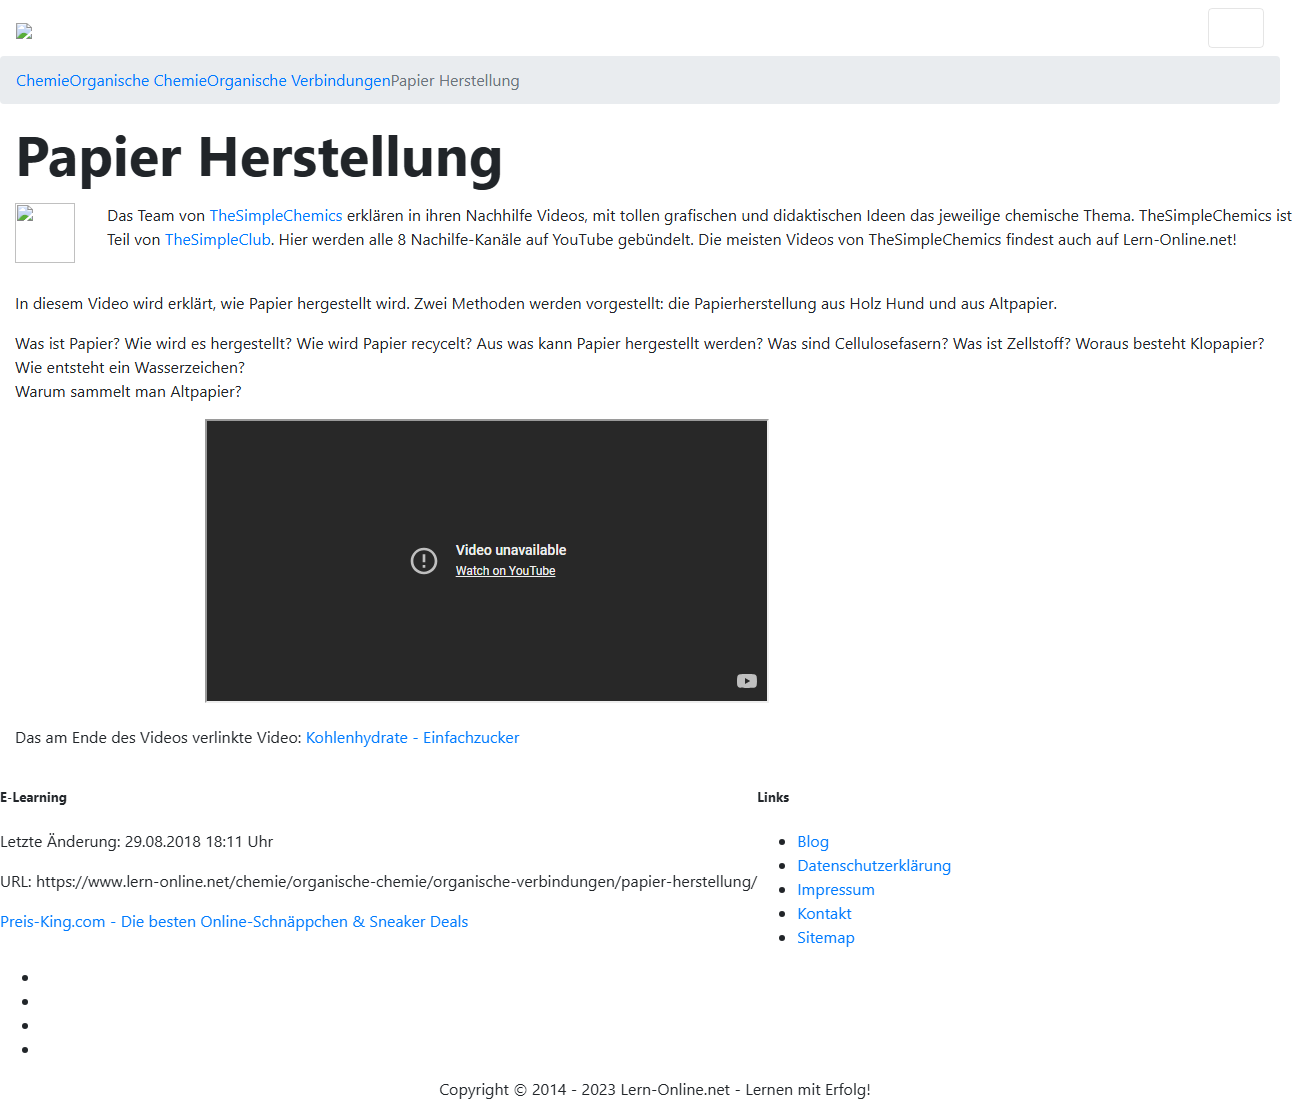 ChemieOrganische ChemieOrganische VerbindungenPapier Herstellung
Papier Herstellung
Das Team von TheSimpleChemics erklären in ihren Nachhilfe Videos, mit tollen grafischen und didaktischen Ideen das jeweilige chemische Thema. TheSimpleChemics ist
Teil von TheSimpleClub. Hier werden alle 8 Nachilfe-Kanäle auf YouTube gebündelt. Die meisten Videos von TheSimpleChemics findest auch auf Lern-Online.net!
In diesem Video wird erklärt, wie Papier hergestellt wird. Zwei Methoden werden vorgestellt: die Papierherstellung aus Holz Hund und aus Altpapier.
Was ist Papier? Wie wird es hergestellt? Wie wird Papier recycelt? Aus was kann Papier hergestellt werden? Was sind Cellulosefasern? Was ist Zellstoff? Woraus besteht Klopapier?
Wie entsteht ein Wasserzeichen?
Warum sammelt man Altpapier?
Video unavailable
Watch on YouTube
Das am Ende des Videos verlinkte Video: Kohlenhydrate - Einfachzucker
E-Learning
Letzte Änderung: 29.08.2018 18:11 Uhr
URL: https://www.lern-online.net/chemie/organische-chemie/organische-verbindungen/papier-herstellung/
Preis-King.com - Die besten Online-Schnäppchen & Sneaker Deals
Links
Blog
Datenschutzerklärung
Impressum
Kontakt
Sitemap
Copyright © 2014 - 2023 Lern-Online.net - Lernen mit Erfolg!